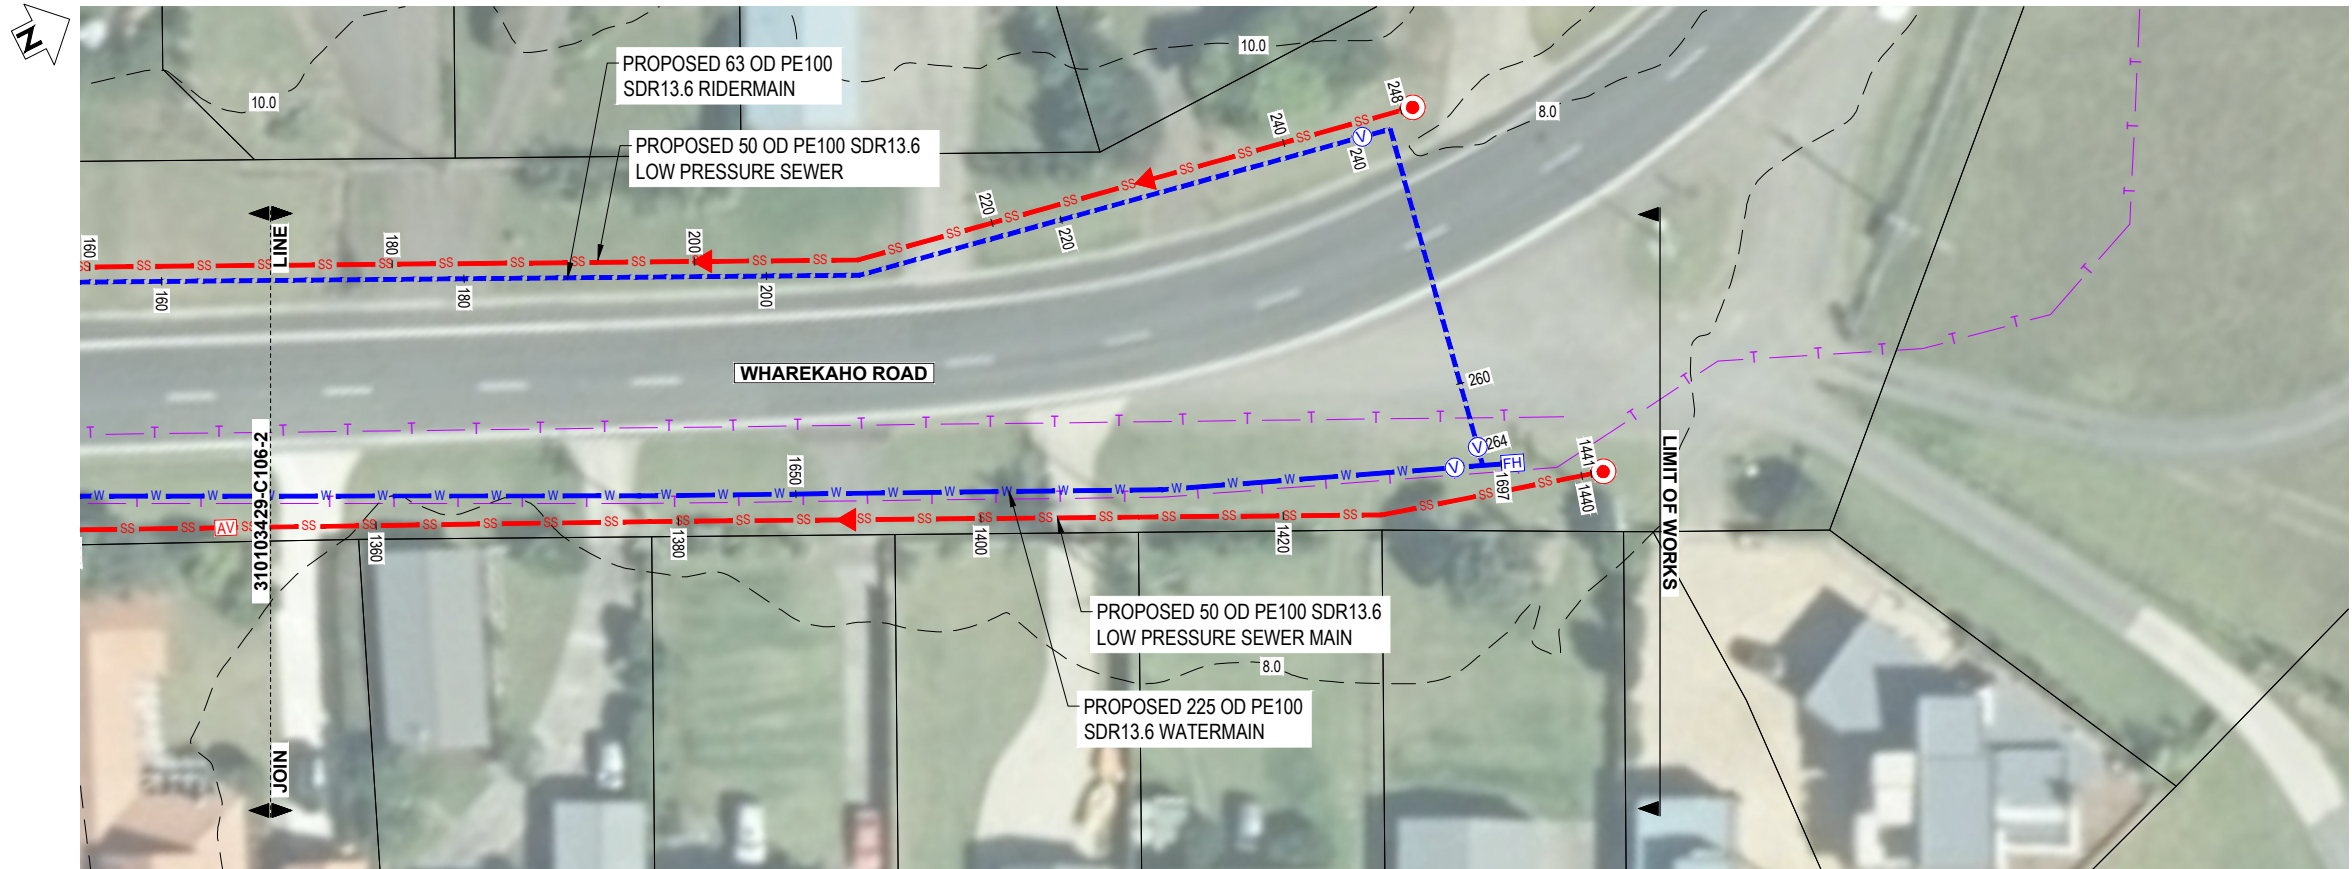 N
10.0
PROPOSED 63 OD PE100
SDR13.6 RIDERMAIN
10.0
248
8.0
240
240
PROPOSED 50 OD PE100 SDR13.6
LOW PRESSURE SEWER
220
220
160
180
200
LINE
160
180
200
WHAREKAHO ROAD
260
264
FH
1441
1440
1697
1650
310103429-C106-2
AV
1360
1380
1400
1420
LIMIT OF WORKS
PROPOSED 50 OD PE100 SDR13.6
LOW PRESSURE SEWER MAIN
8.0
PROPOSED 225 OD PE100
SDR13.6 WATERMAIN
JOIN